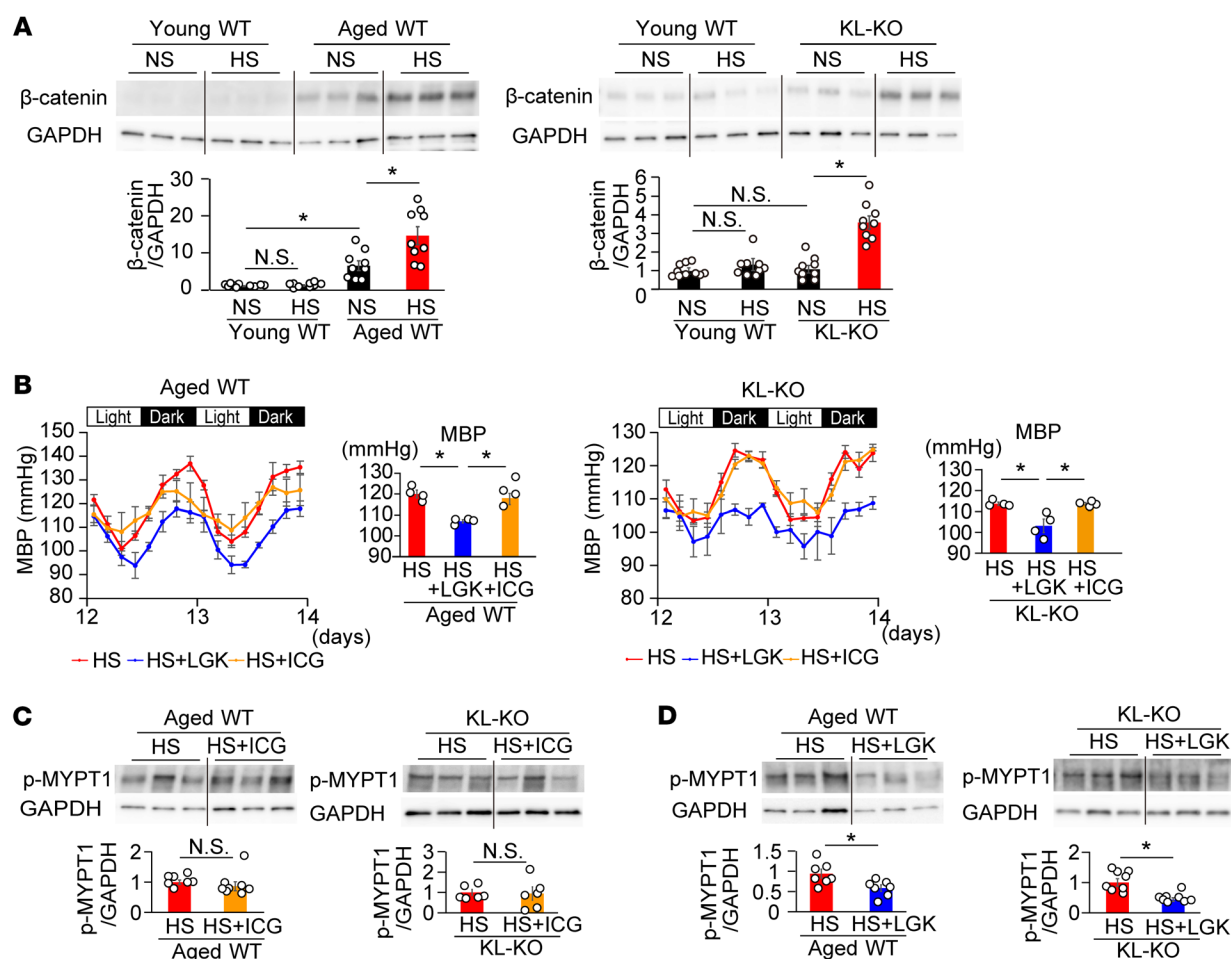 A
Young WT Aged WT
NS HS NS HS
β-catenin
GAPDH
β-catenin
/GAPDH
30
20
10
0
N.S.
*
*
NS HS NS HS
Young WT Aged WT
Young WT KL-KO
NS HS NS HS
β-catenin
GAPDH
β-catenin
/GAPDH
6
5
4
3
2
1
0
N.S.
N.S.
*
NS HS NS HS
Young WT KL-KO
B
Aged WT
Light Dark Light Dark
MBP (mmHg)
150
140
130
120
110
100
90
80
12 13 14
(days)
HS HS+LGK HS+ICG
(mmHg) MBP
130
120
110
100
90
* *
HS HS HS
+LGK +ICG
Aged WT
KL-KO
Light Dark Light Dark
MBP (mmHg)
130
120
110
100
90
80
12 13 14
(days)
HS HS+LGK HS+ICG
MBP
(mmHg)
130
120
110
100
90
* *
HS HS HS
+LGK +ICG
KL-KO
C
Aged WT
HS HS+ICG
p-MYPT1
GAPDH
p-MYPT1
/GAPDH
2
1
0
N.S.
HS HS+ICG
Aged WT
KL-KO
HS HS+ICG
p-MYPT1
GAPDH
p-MYPT1
/GAPDH
3
2
1
0
N.S.
HS HS+ICG
KL-KO
D
Aged WT
HS HS+LGK
p-MYPT1
GAPDH
p-MYPT1
/GAPDH
1.5
1
0.5
0
*
HS HS+LGK
Aged WT
KL-KO
HS HS+LGK
p-MYPT1
GAPDH
p-MYPT1
/GAPDH
2
1
0
*
HS HS+LGK
KL-KO